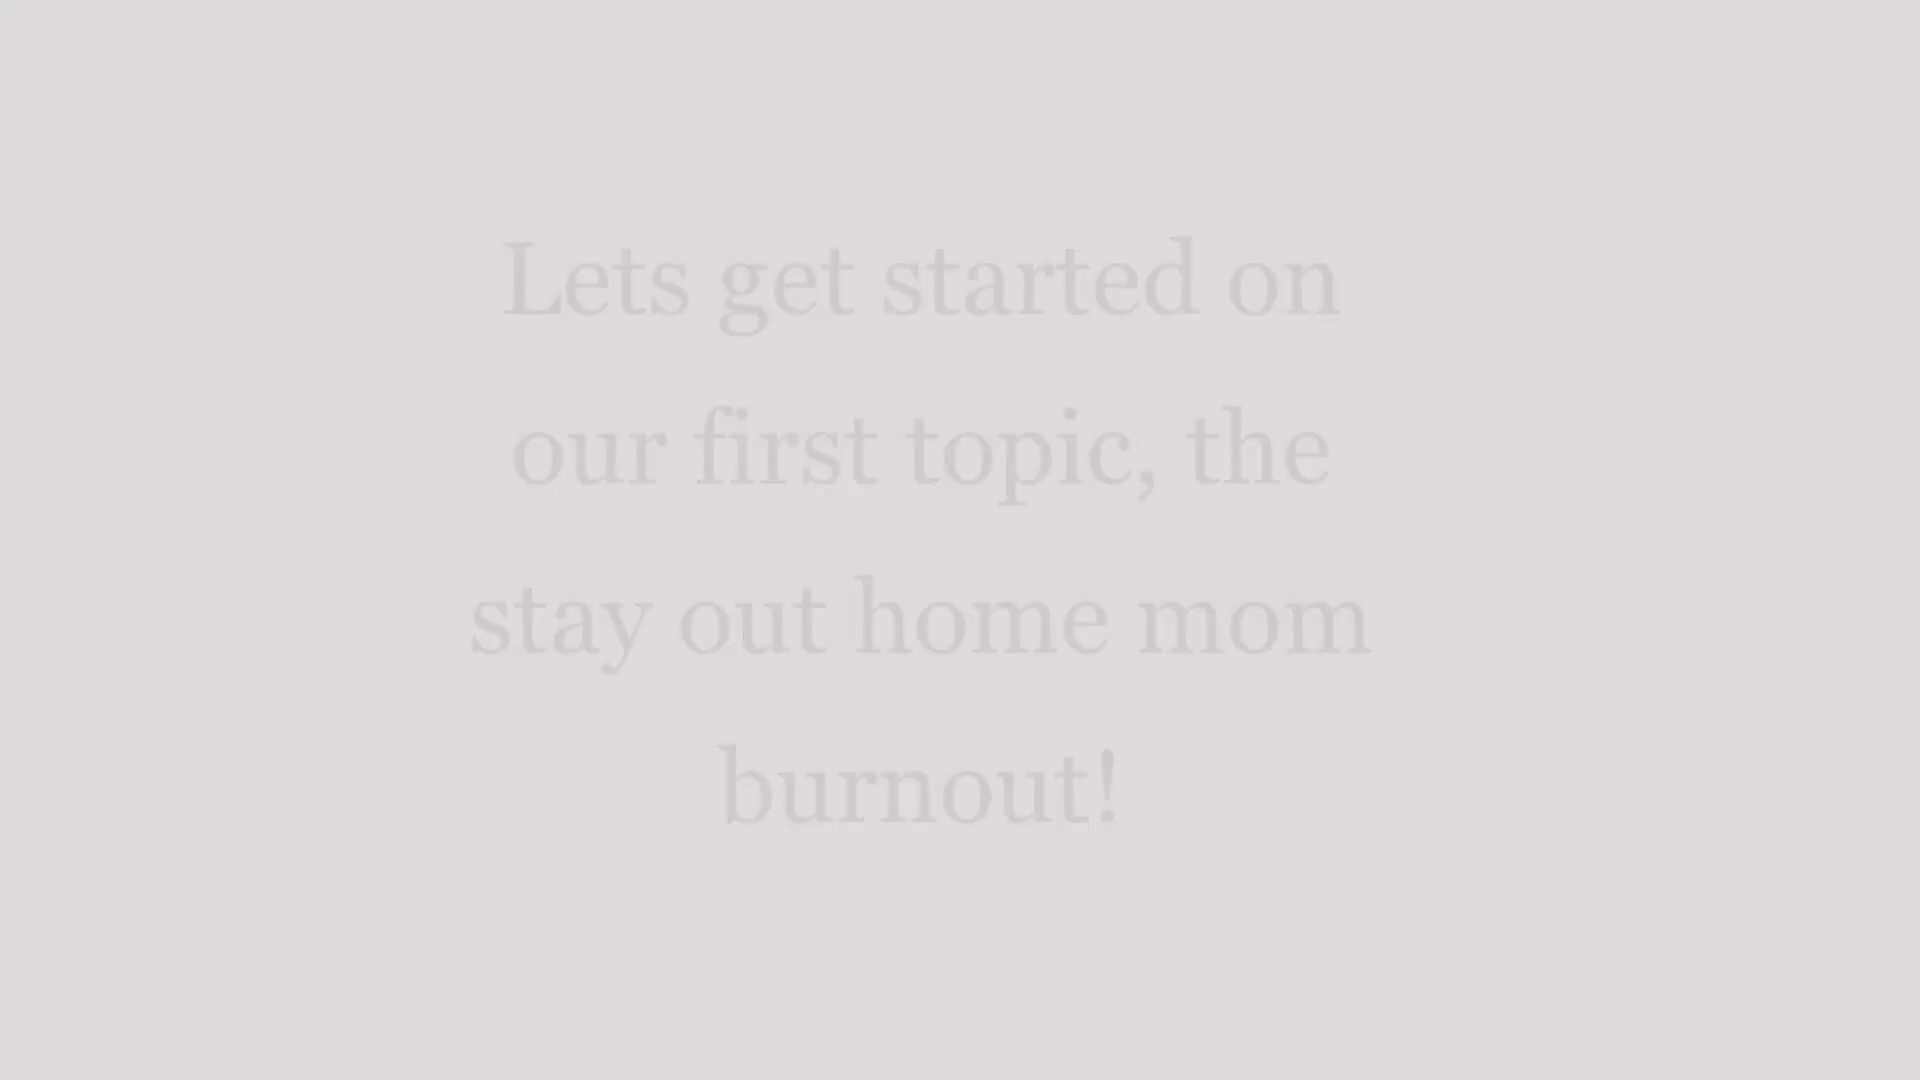 Lets get started on
our first topic, the
stay out home mom
burnout!